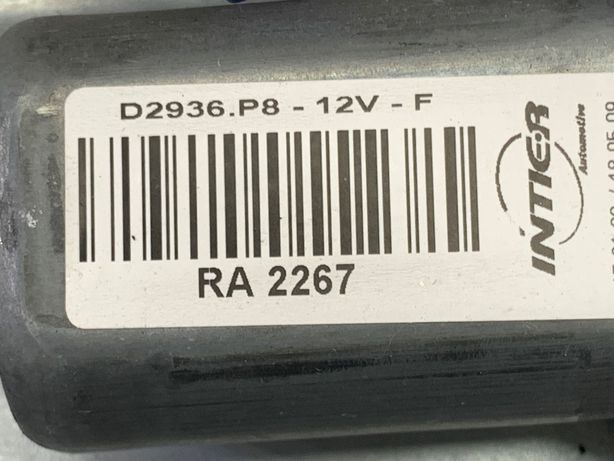 D2936.P8 - 12V - F
RA 2267
INTIER
Automotive